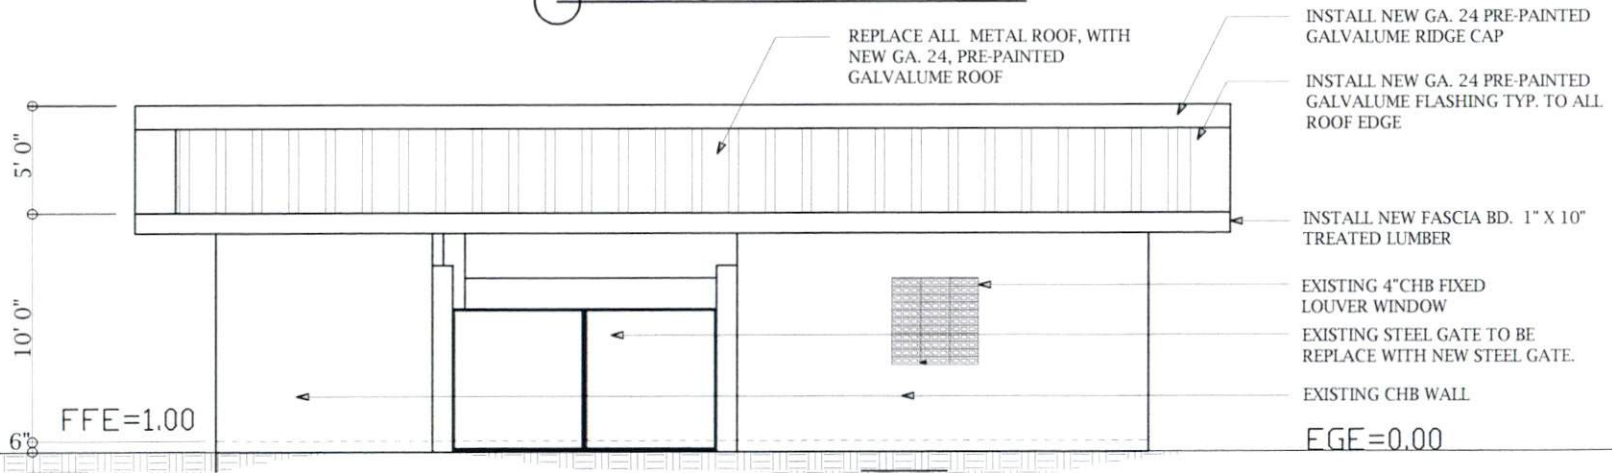 INSTALL NEW GA. 24 PRE-PAINTED
GALVALUME RIDGE CAP
REPLACE ALL METAL ROOF, WITH
NEW GA. 24, PRE-PAINTED
GALVALUME ROOF
INSTALL NEW GA. 24 PRE-PAINTED
GALVALUME FLASHING TYP. TO ALL
ROOF EDGE
5' 0"
INSTALL NEW FASCIA BD. 1" X 10"
TREATED LUMBER
EXISTING 4"CHB FIXED
LOUVER WINDOW
10' 0"
EXISTING STEEL GATE TO BE
REPLACE WITH NEW STEEL GATE.
EXISTING CHB WALL
FFE=1.00
6"
EGE=0.00